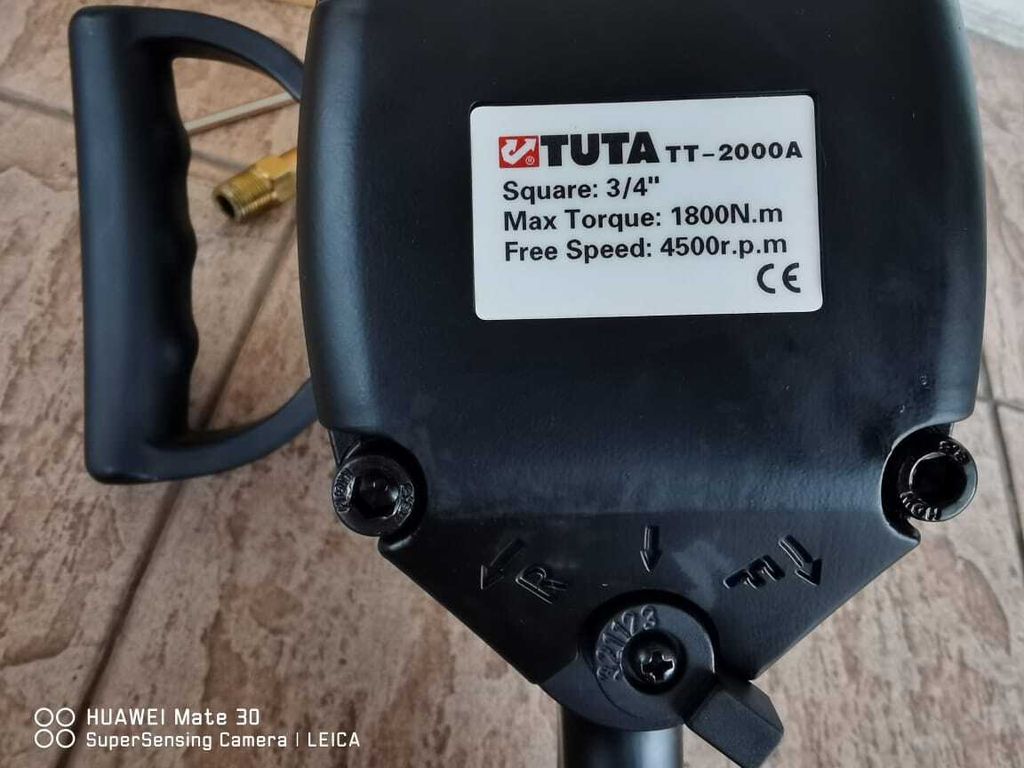 TUTA TT-2000A
Square: 3/4"
Max Torque: 1800N.m
Free Speed: 4500r.p.m
CE
R
F
321123
HUAWEI Mate 30
SuperSensing Camera | LEICA